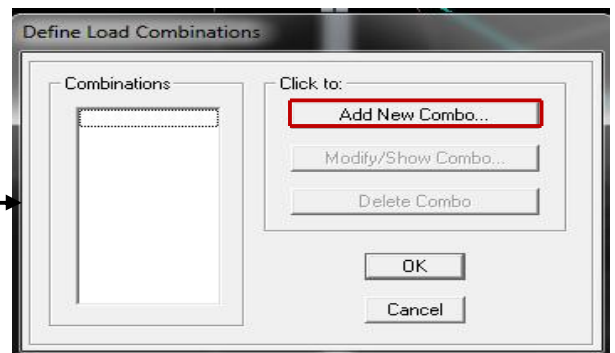 Define Load Combinations
Combinations
Click to:
Add New Combo...
Modify/Show Combo...
Delete Combo
OK
Cancel